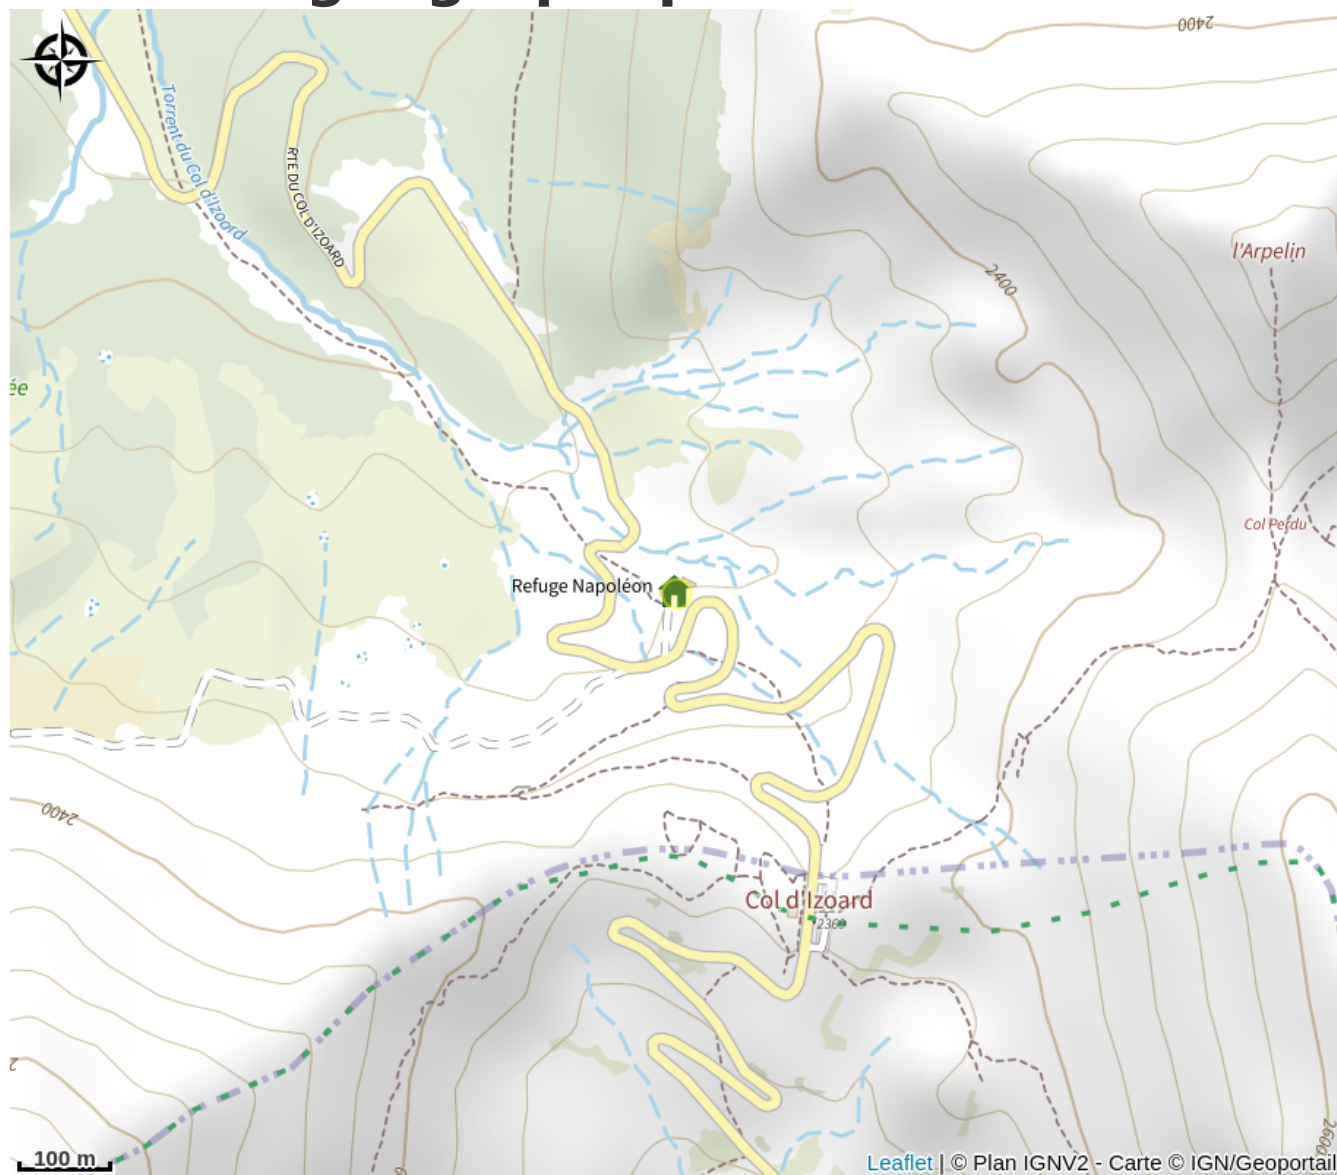 2400
Torrent du Col d'Izoard
RTE DU COL D'IZOARD
l'Arpelin
2400
ée
Col Perdu
Refuge Napoléon
2400
Col d'Izoard
2360
2600
100 m
Leaflet | © Plan IGNV2 - Carte © IGN/Geoportail